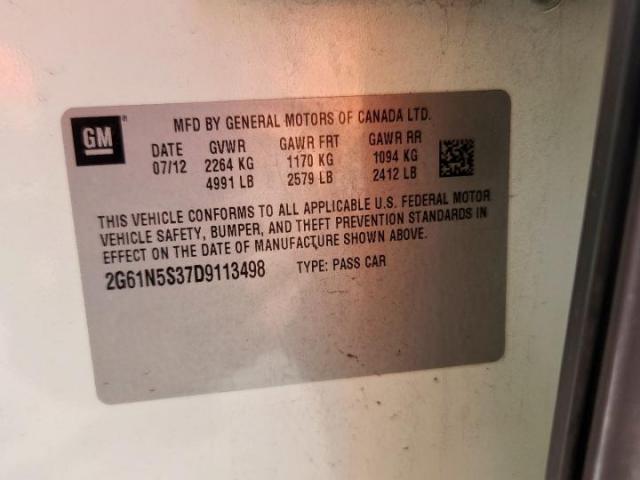 GM®
MFD BY GENERAL MOTORS OF CANADA LTD.
DATE GVWR GAWR FRT GAWR RR
07/12 2264 KG 1170 KG 1094 KG
4991 LB 2579 LB 2412 LB
THIS VEHICLE CONFORMS TO ALL APPLICABLE U.S. FEDERAL MOTOR
VEHICLE SAFETY, BUMPER, AND THEFT PREVENTION STANDARDS IN
EFFECT ON THE DATE OF MANUFACTURE SHOWN ABOVE.
2G61N5S37D9113498 TYPE: PASS CAR